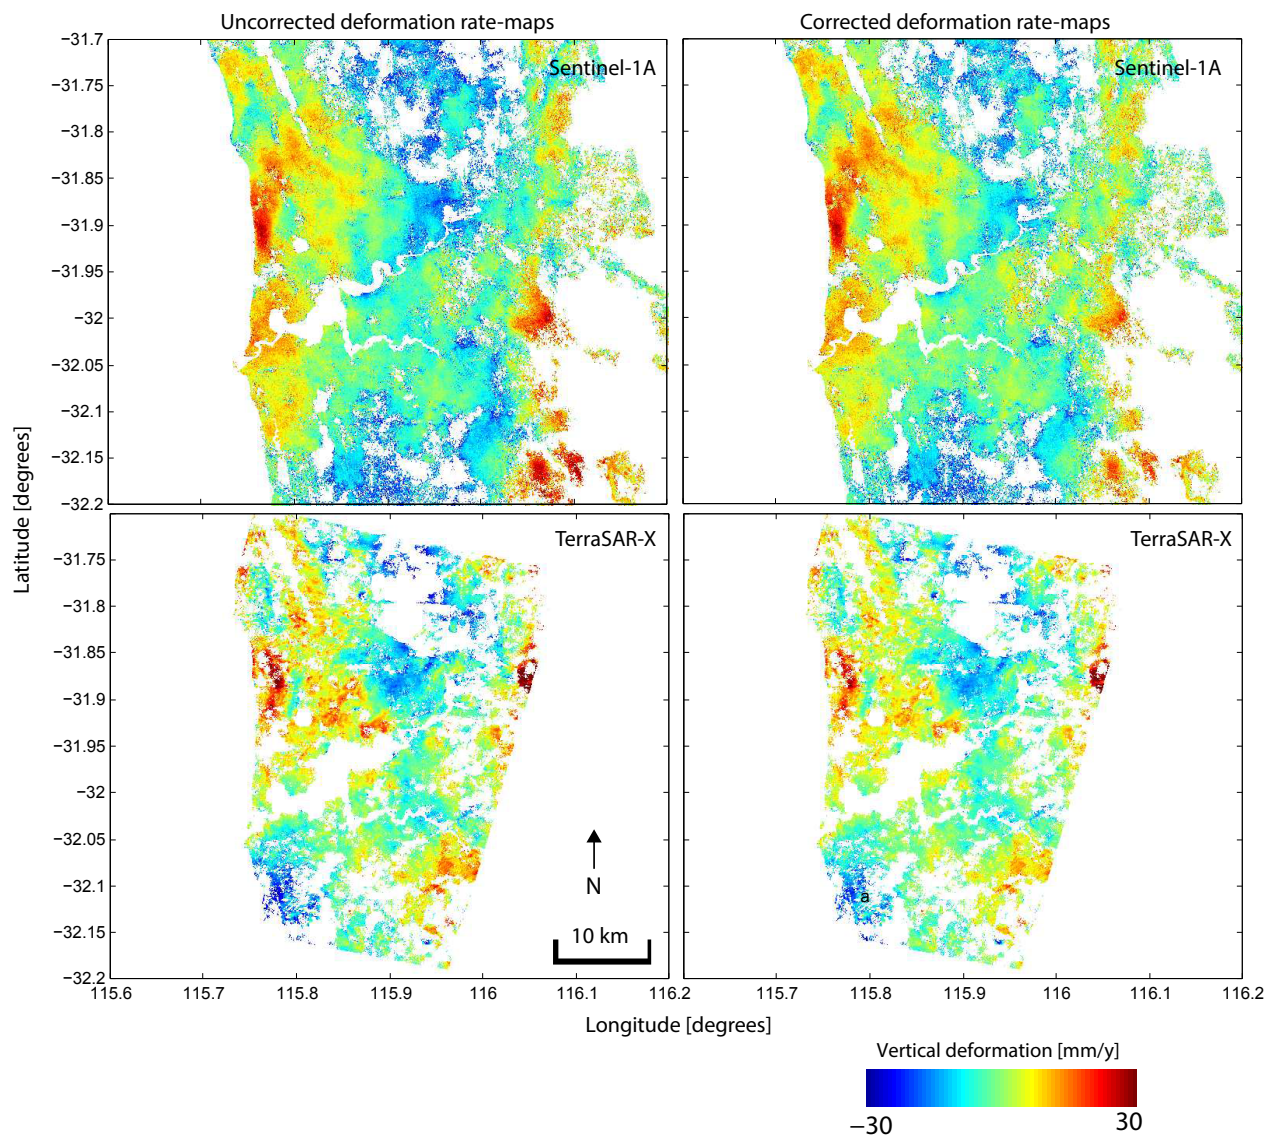 Uncorrected deformation rate-maps
Corrected deformation rate-maps
−31.7
−31.75
−31.8
−31.85
−31.9
−31.95
−32
−32.05
−32.1
−32.15
−32.2
Sentinel-1A
Sentinel-1A
Latitude [degrees]
−31.75
−31.8
−31.85
−31.9
−31.95
−32
−32.05
−32.1
−32.15
−32.2
TerraSAR-X
TerraSAR-X
N
10 km
a
115.6 115.7 115.8 115.9 116 116.1 116.2
115.7 115.8 115.9 116 116.1 116.2
Longitude [degrees]
Vertical deformation [mm/y]
−30 30